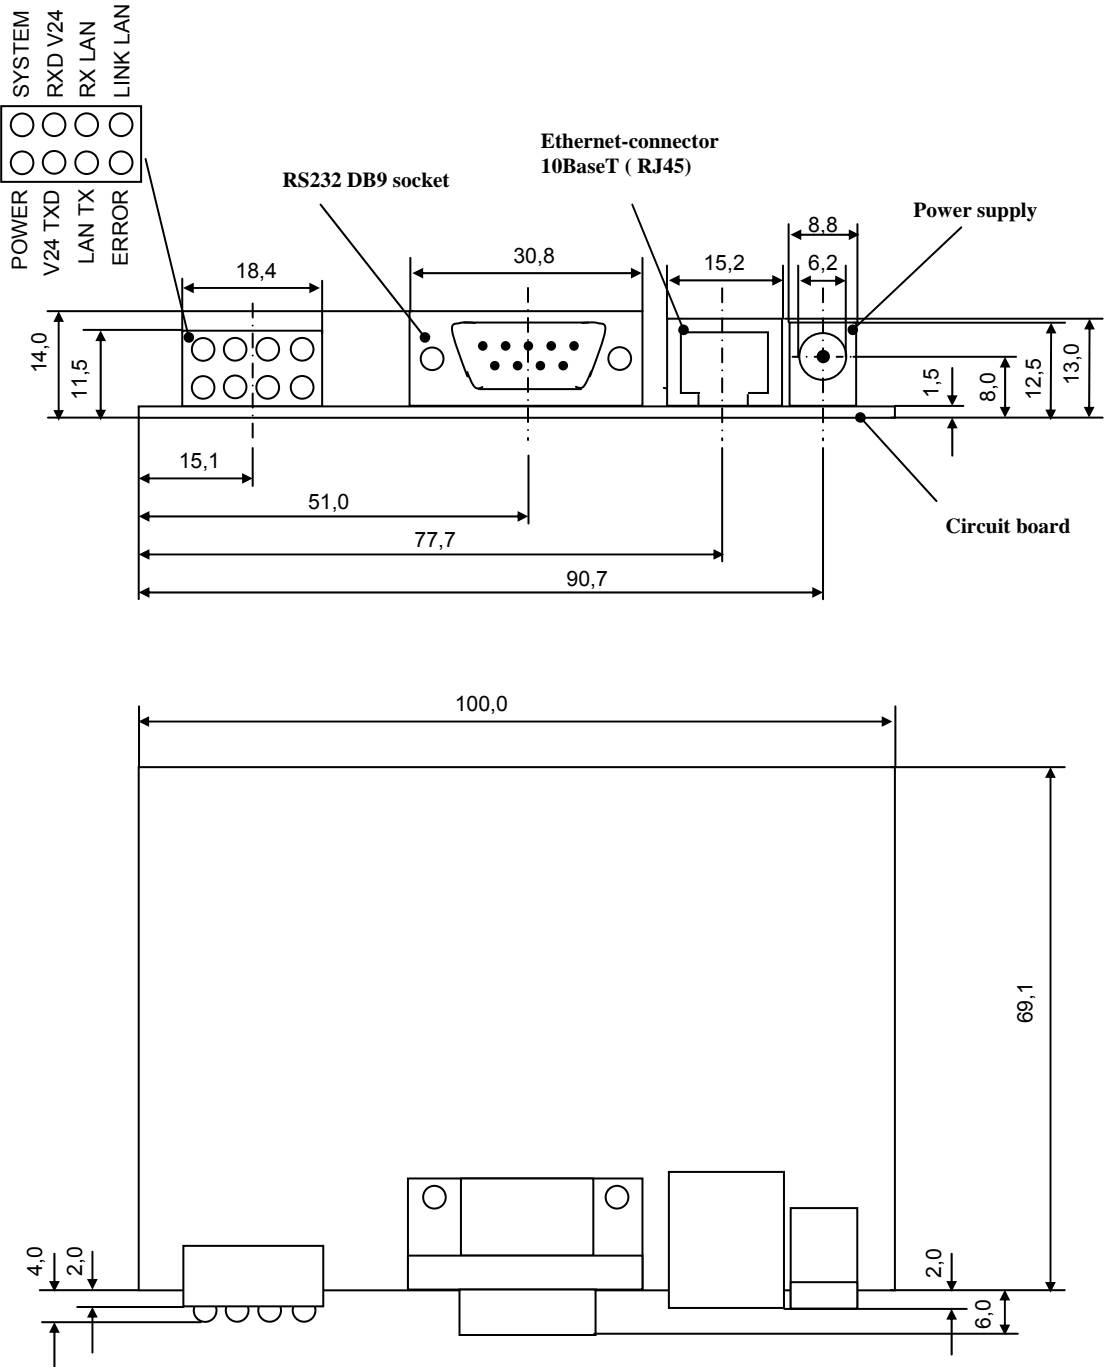 SYSTEM
RXD V24
RX LAN
LINK LAN
POWER
V24 TXD
LAN TX
ERROR
RS232 DB9 socket
Ethernet-connector
10BaseT ( RJ45)
Power supply
8,8
18,4
30,8
15,2
6,2
14,0
11,5
1,5
8,0
12,5
13,0
15,1
51,0
77,7
90,7
Circuit board
100,0
69,1
4,0
2,0
2,0
6,0